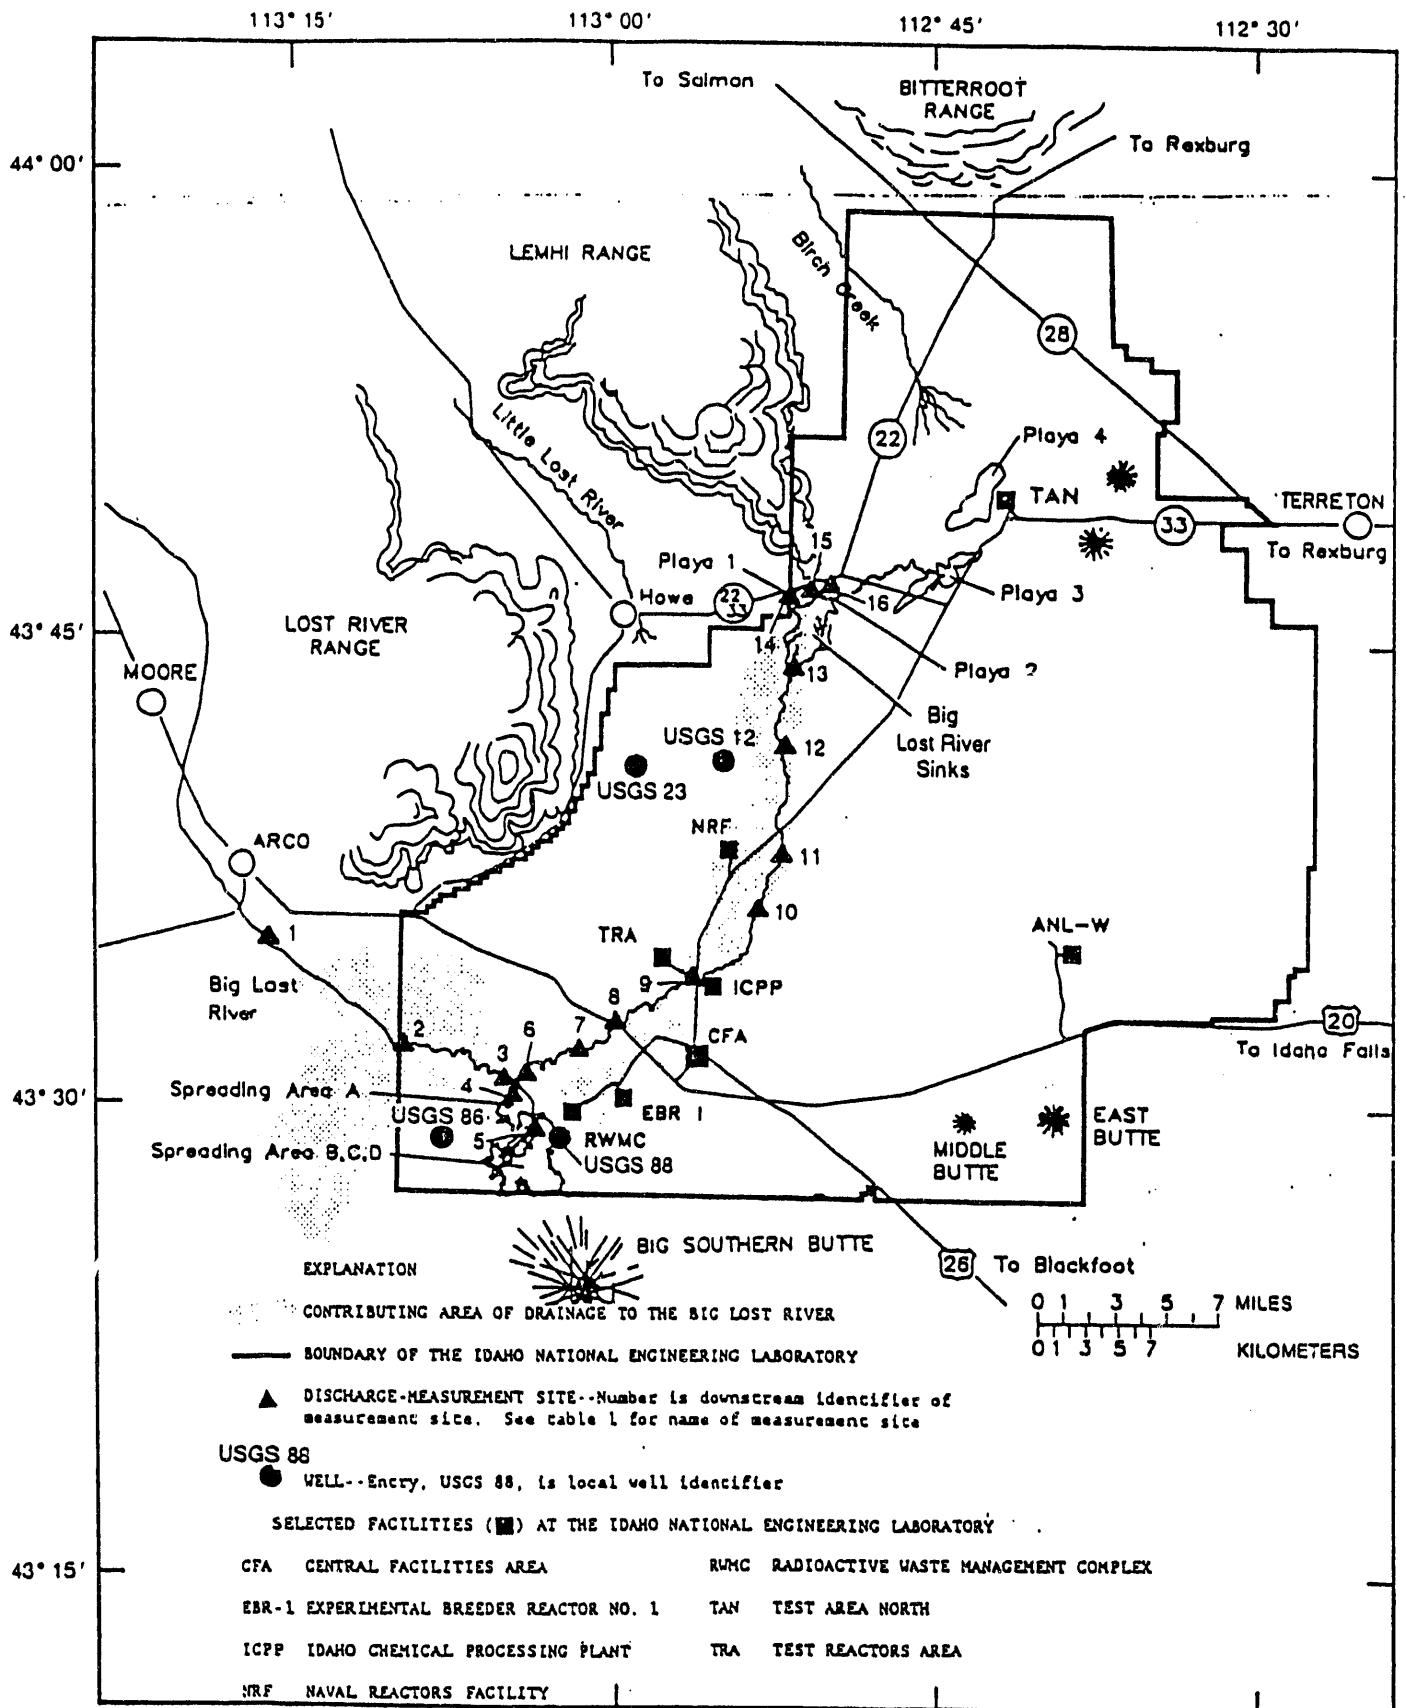 113° 15′
113° 00′
112° 45′
112° 30′
To Salmon
BITTERROOT
RANGE
To Rexburg
44° 00′
LEMHI RANGE
Birch Creek
28
22
Little Lost River
Playa 4
TAN
33
TERRETON
To Rexburg
15
Playa 1
Howe
22
33
16
Playa 3
43° 45′
LOST RIVER
RANGE
14
13
Playa 2
MOORE
Big
Lost River
Sinks
USGS 12
12
USGS 23
NRF
11
ARCO
10
1
TRA
ANL-W
9
ICPP
Big Lost
River
8
2
6
7
CFA
20
To Idaho Falls
3
Spreading Area A
4
43° 30′
USGS 86
EBR I
EAST
BUTTE
5
RWMC
USGS 88
MIDDLE
BUTTE
Spreading Area B,C,D
BIG SOUTHERN BUTTE
26
To Blackfoot
EXPLANATION
0 1 3 5 7 MILES
CONTRIBUTING AREA OF DRAINAGE TO THE BIG LOST RIVER
0 1 3 5 7 KILOMETERS
BOUNDARY OF THE IDAHO NATIONAL ENGINEERING LABORATORY
DISCHARGE-MEASUREMENT SITE--Number is downstream identifier of
measurement site. See table 1 for name of measurement site
USGS 88
WELL--Entry, USGS 88, is local well identifier
SELECTED FACILITIES (■) AT THE IDAHO NATIONAL ENGINEERING LABORATORY
43° 15′
CFA CENTRAL FACILITIES AREA
RWMC RADIOACTIVE WASTE MANAGEMENT COMPLEX
EBR-1 EXPERIMENTAL BREEDER REACTOR NO. 1
TAN TEST AREA NORTH
ICPP IDAHO CHEMICAL PROCESSING PLANT
TRA TEST REACTORS AREA
NRF NAVAL REACTORS FACILITY